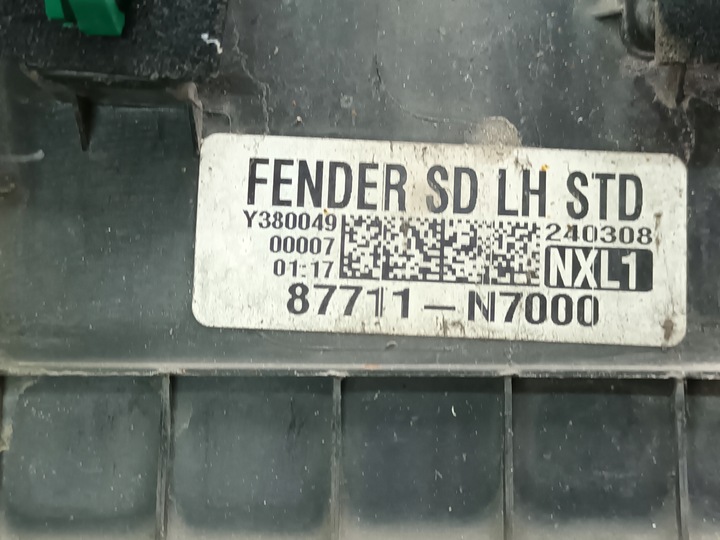 FENDER SD LH STD
Y380049
240308
00007
01:17
NXL1
87711-N7000